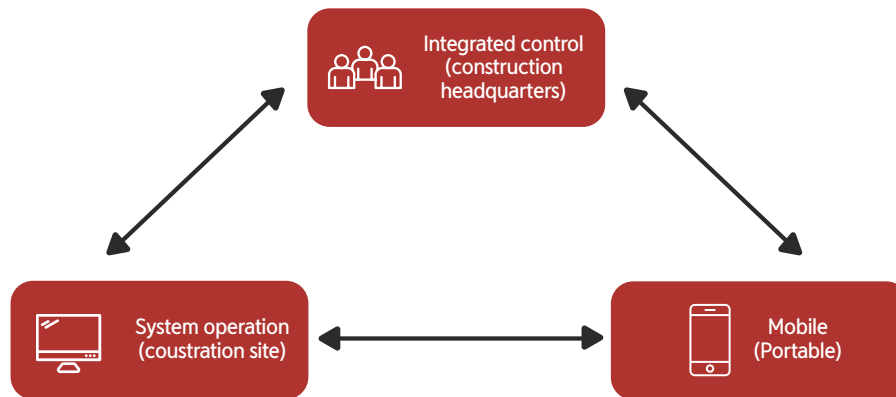 Integrated control
(construction
headquarters)
System operation
(coustration site)
Mobile
(Portable)